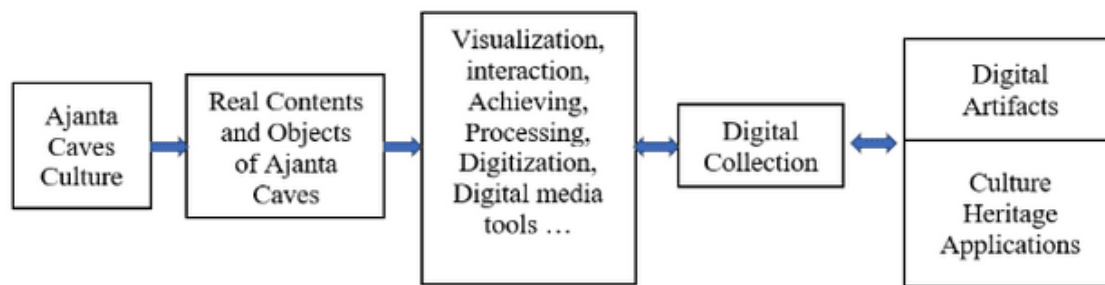 Ajanta
Caves
Culture
Real Contents
and Objects
of Ajanta
Caves
Visualization,
interaction,
Achieving,
Processing,
Digitization,
Digital media
tools …
Digital
Collection
Digital
Artifacts
Culture
Heritage
Applications